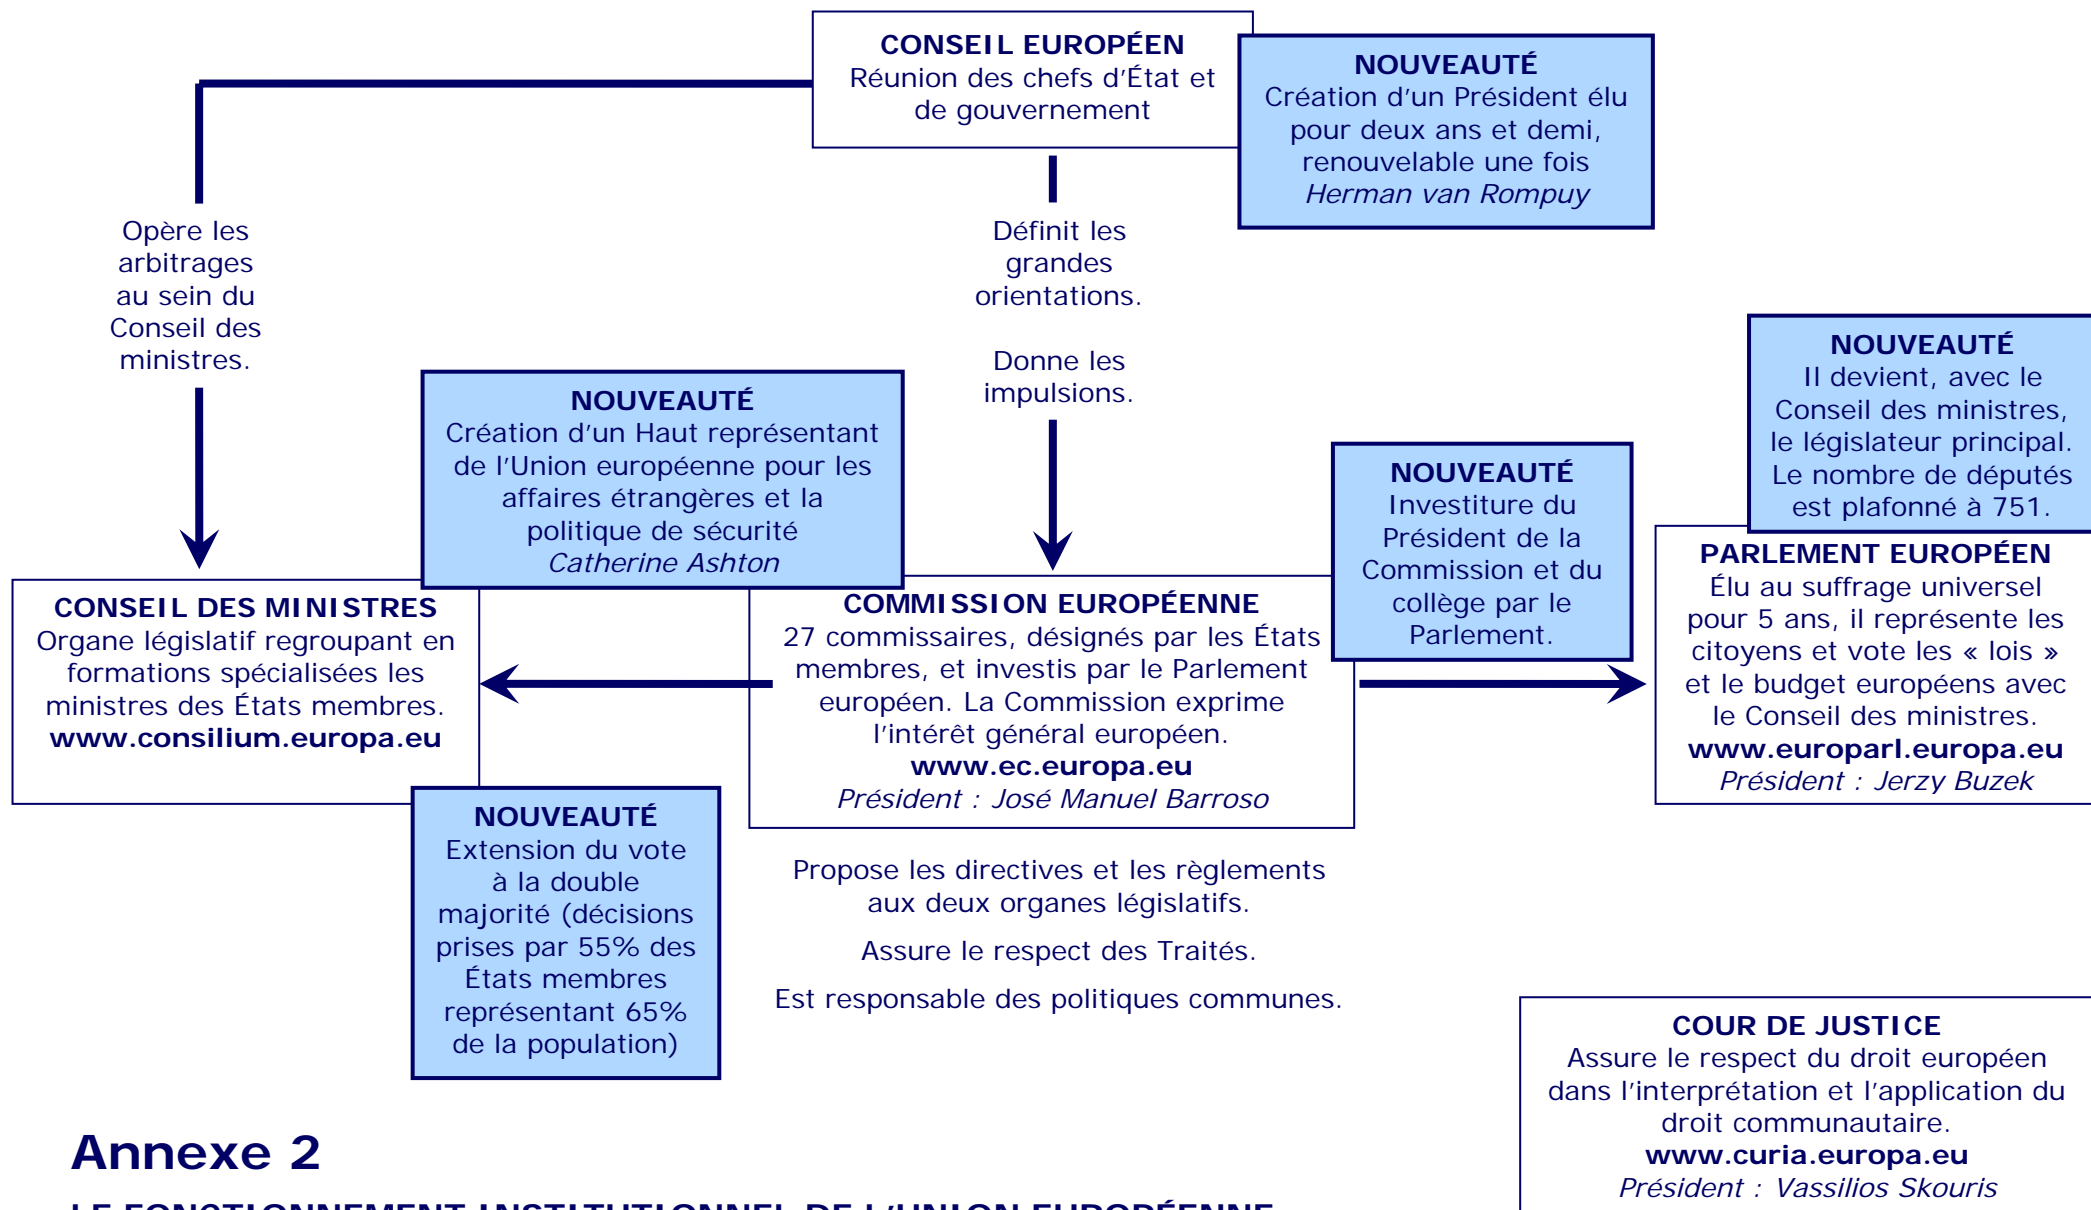 CONSEIL EUROPÉEN
Réunion des chefs d'État et
de gouvernement
NOUVEAUTÉ
Création d'un Président élu
pour deux ans et demi,
renouvelable une fois
Herman van Rompuy
Opère les
arbitrages
au sein du
Conseil des
ministres.
Définit les
grandes
orientations.
Donne les
impulsions.
NOUVEAUTÉ
Création d'un Haut représentant
de l'Union européenne pour les
affaires étrangères et la
politique de sécurité
Catherine Ashton
NOUVEAUTÉ
Investiture du
Président de la
Commission et du
collège par le
Parlement.
NOUVEAUTÉ
Il devient, avec le
Conseil des ministres,
le législateur principal.
Le nombre de députés
est plafonné à 751.
CONSEIL DES MINISTRES
Organe législatif regroupant en
formations spécialisées les
ministres des États membres.
www.consilium.europa.eu
COMMISSION EUROPÉENNE
27 commissaires, désignés par les États
membres, et investis par le Parlement
européen. La Commission exprime
l'intérêt général européen.
www.ec.europa.eu
Président : José Manuel Barroso
PARLEMENT EUROPÉEN
Élu au suffrage universel
pour 5 ans, il représente les
citoyens et vote les « lois »
et le budget européens avec
le Conseil des ministres.
www.europarl.europa.eu
Président : Jerzy Buzek
NOUVEAUTÉ
Extension du vote
à la double
majorité (décisions
prises par 55% des
États membres
représentant 65%
de la population)
Propose les directives et les règlements
aux deux organes législatifs.
Assure le respect des Traités.
Est responsable des politiques communes.
COUR DE JUSTICE
Assure le respect du droit européen
dans l'interprétation et l'application du
droit communautaire.
www.curia.europa.eu
Président : Vassilios Skouris
Annexe 2
LE FONCTIONNEMENT INSTITUTIONNEL DE L'UNION EUROPÉENNE